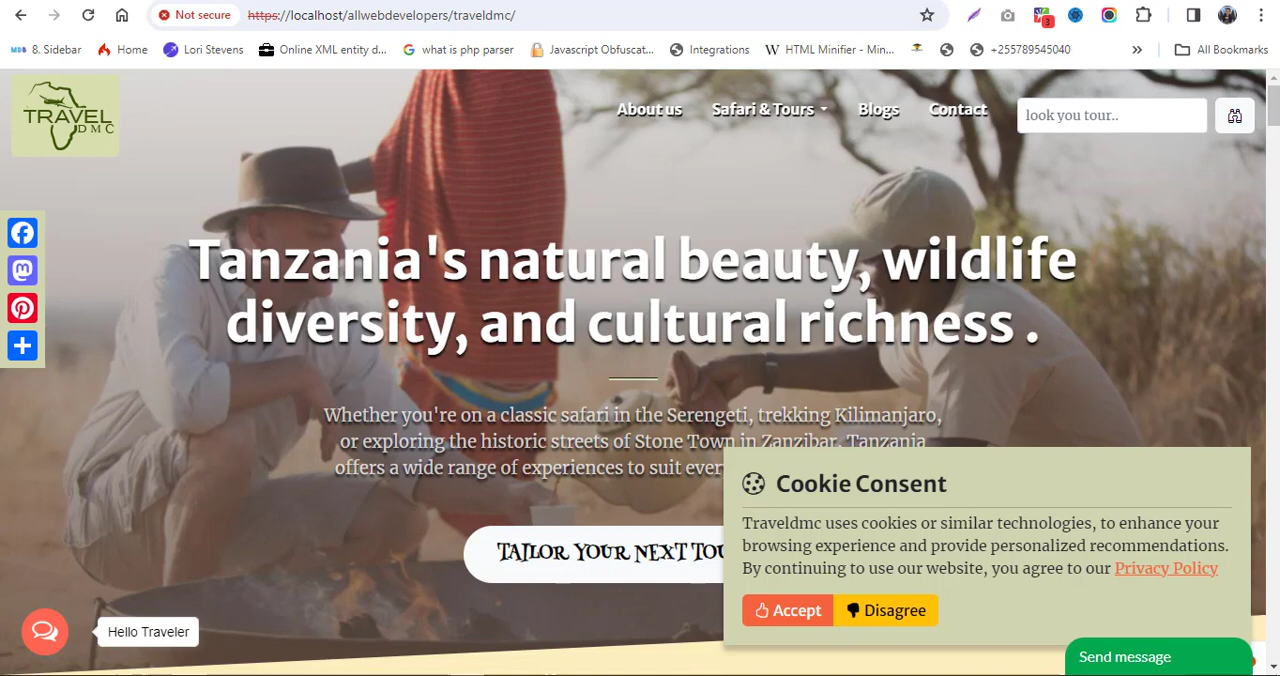 Not secure
https://localhost/allwebdevelopers/traveldmc/
3
8. Sidebar
Home
Lori Stevens
Online XML entity d...
what is php parser
Javascript Obfuscat...
Integrations
HTML Minifier - Min...
+255789545040
»
All Bookmarks
TRAVEL
DMC
About us
Safari & Tours
Blogs
Contact
look you tour..
Tanzania's natural beauty, wildlife
diversity, and cultural richness .
Whether you're on a classic safari in the Serengeti, trekking Kilimanjaro,
or exploring the historic streets of Stone Town in Zanzibar, Tanzania
offers a wide range of experiences to suit ever
TAILOR YOUR NEXT TOU
Cookie Consent
Traveldmc uses cookies or similar technologies, to enhance your
browsing experience and provide personalized recommendations.
By continuing to use our website, you agree to our Privacy Policy
Accept
Disagree
Hello Traveler
Send message